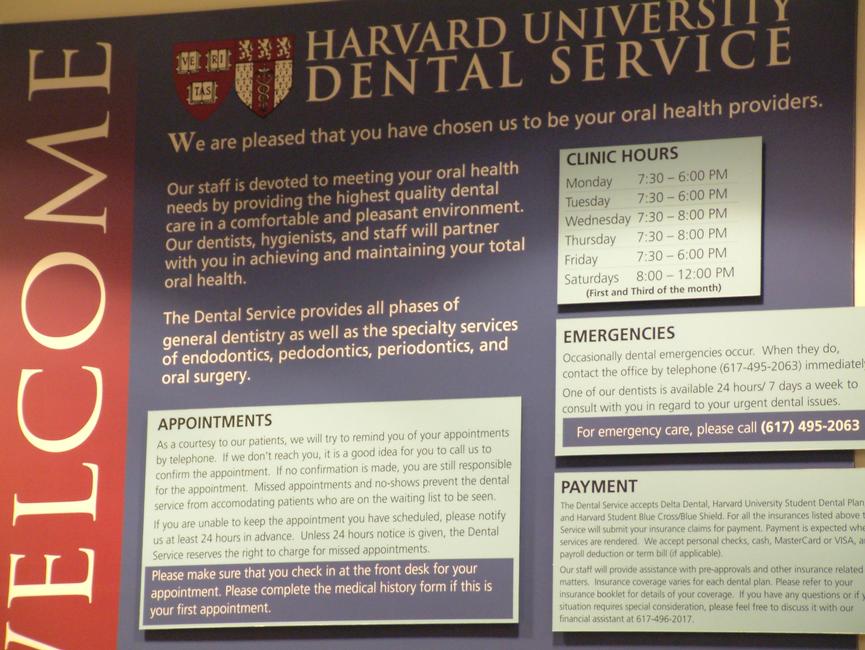 WELCOME
VE RI
TAS
HARVARD UNIVERSITY
DENTAL SERVICE
We are pleased that you have chosen us to be your oral health providers.
Our staff is devoted to meeting your oral health
needs by providing the highest quality dental
care in a comfortable and pleasant environment.
Our dentists, hygienists, and staff will partner
with you in achieving and maintaining your total
oral health.
The Dental Service provides all phases of
general dentistry as well as the specialty services
of endodontics, pedodontics, periodontics, and
oral surgery.
APPOINTMENTS
As a courtesy to our patients, we will try to remind you of your appointments
by telephone. If we don't reach you, it is a good idea for you to call us to
confirm the appointment. If no confirmation is made, you are still responsible
for the appointment. Missed appointments and no-shows prevent the dental
service from accomodating patients who are on the waiting list to be seen.
If you are unable to keep the appointment you have scheduled, please notify
us at least 24 hours in advance. Unless 24 hours notice is given, the Dental
Service reserves the right to charge for missed appointments.
Please make sure that you check in at the front desk for your
appointment. Please complete the medical history form if this is
your first appointment.
CLINIC HOURS
Monday 7:30 – 6:00 PM
Tuesday 7:30 – 6:00 PM
Wednesday 7:30 – 8:00 PM
Thursday 7:30 – 8:00 PM
Friday 7:30 – 6:00 PM
Saturdays 8:00 – 12:00 PM
(First and Third of the month)
EMERGENCIES
Occasionally dental emergencies occur. When they do,
contact the office by telephone (617-495-2063) immediately
One of our dentists is available 24 hours/ 7 days a week to
consult with you in regard to your urgent dental issues.
For emergency care, please call (617) 495-2063
PAYMENT
The Dental Service accepts Delta Dental, Harvard University Student Dental Plan
and Harvard Student Blue Cross/Blue Shield. For all the insurances listed above
Service will submit your insurance claims for payment. Payment is expected
services are rendered. We accept personal checks, cash, MasterCard or VISA,
payroll deduction or term bill (if applicable).
Our staff will provide assistance with pre-approvals and other insurance related
matters. Insurance coverage varies for each dental plan. Please refer to your
insurance booklet for details of your coverage. If you have any questions or if
situation requires special consideration, please feel free to discuss it with our
financial assistant at 617-496-2017.